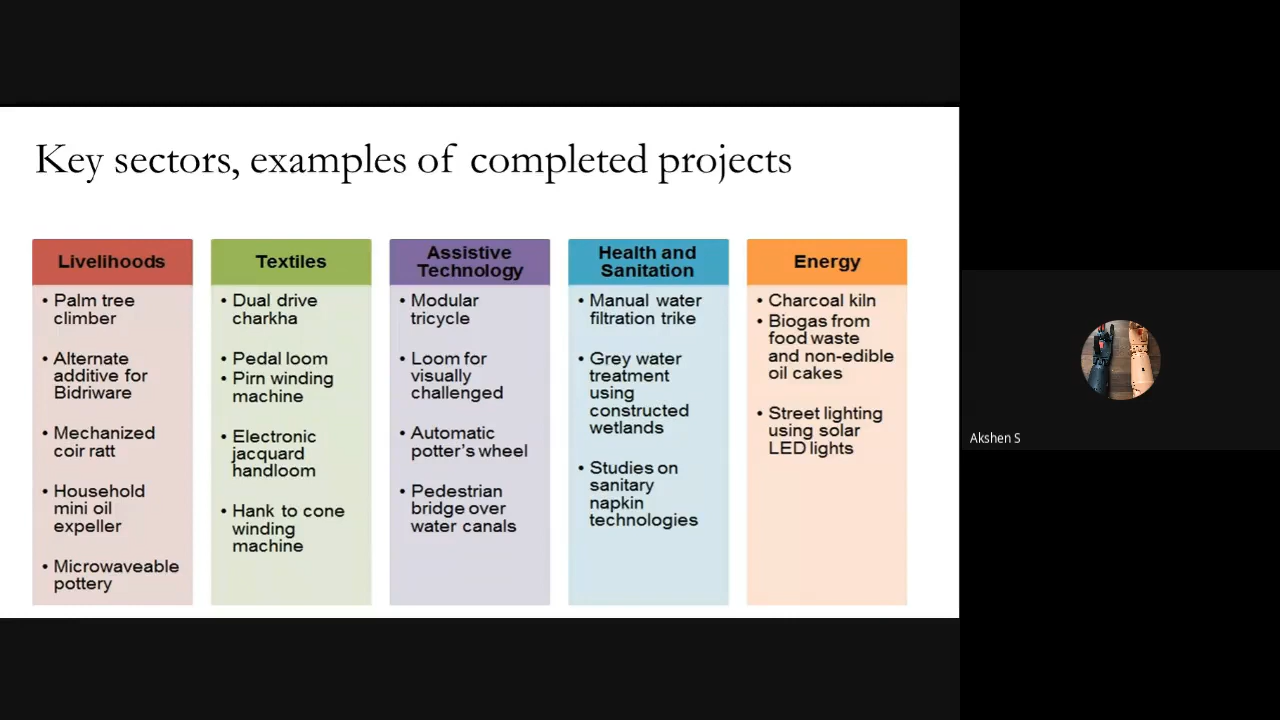 Key sectors, examples of completed projects
Livelihoods
• Palm tree
climber
• Alternate
additive for
Bidriware
• Mechanized
coir ratt
• Household
mini oil
expeller
• Microwaveable
pottery
Textiles
• Dual drive
charkha
• Pedal loom
• Pirn winding
machine
• Electronic
jacquard
handloom
• Hank to cone
winding
machine
Assistive
Technology
• Modular
tricycle
• Loom for
visually
challenged
• Automatic
potter's wheel
• Pedestrian
bridge over
water canals
Health and
Sanitation
• Manual water
filtration trike
• Grey water
treatment
using
constructed
wetlands
• Studies on
sanitary
napkin
technologies
Energy
• Charcoal kiln
• Biogas from
food waste
and non-edible
oil cakes
• Street lighting
using solar
LED lights
Akshen S